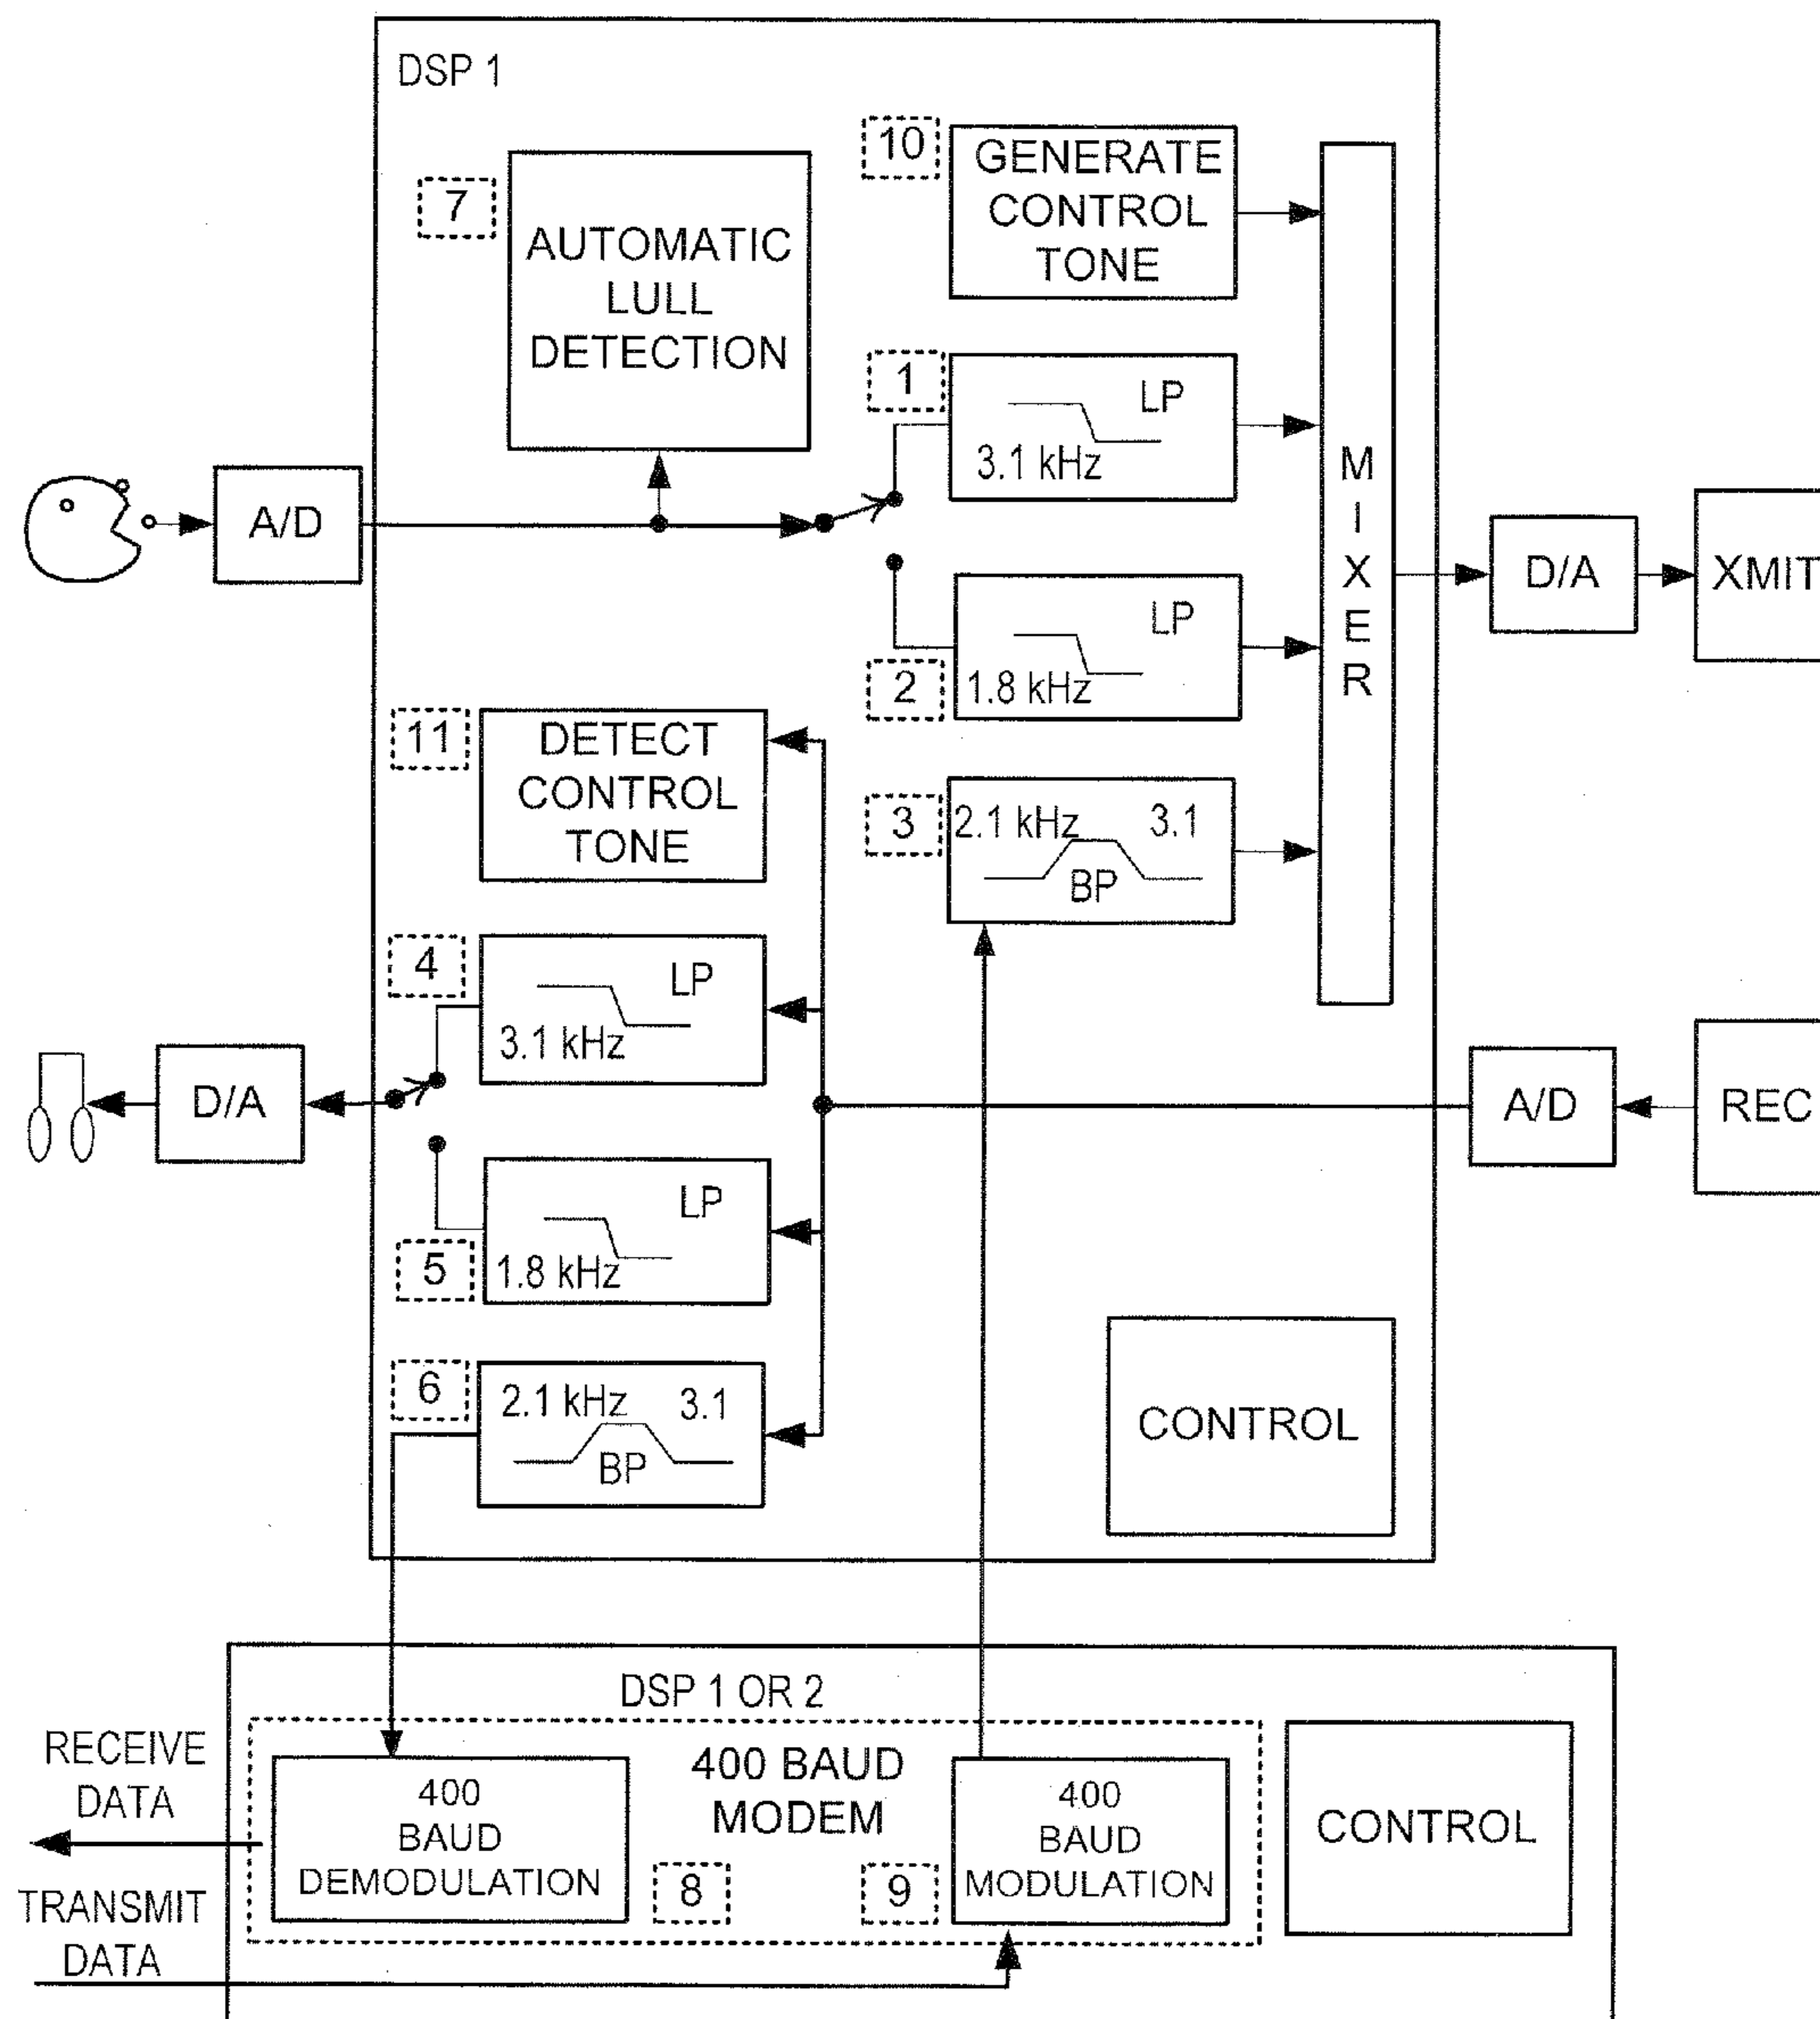 DSP 1
10
GENERATE
CONTROL
TONE
7
AUTOMATIC
LULL
DETECTION
1
LP
3.1 kHz
A/D
MIXER
D/A
XMIT
2
LP
1.8 kHz
11
DETECT
CONTROL
TONE
3
2.1 kHz 3.1
BP
4
LP
3.1 kHz
D/A
A/D
REC
5
LP
1.8 kHz
6
2.1 kHz 3.1
BP
CONTROL
DSP 1 OR 2
RECEIVE
DATA
400
BAUD
DEMODULATION
400 BAUD
MODEM
8
9
400
BAUD
MODULATION
CONTROL
TRANSMIT
DATA